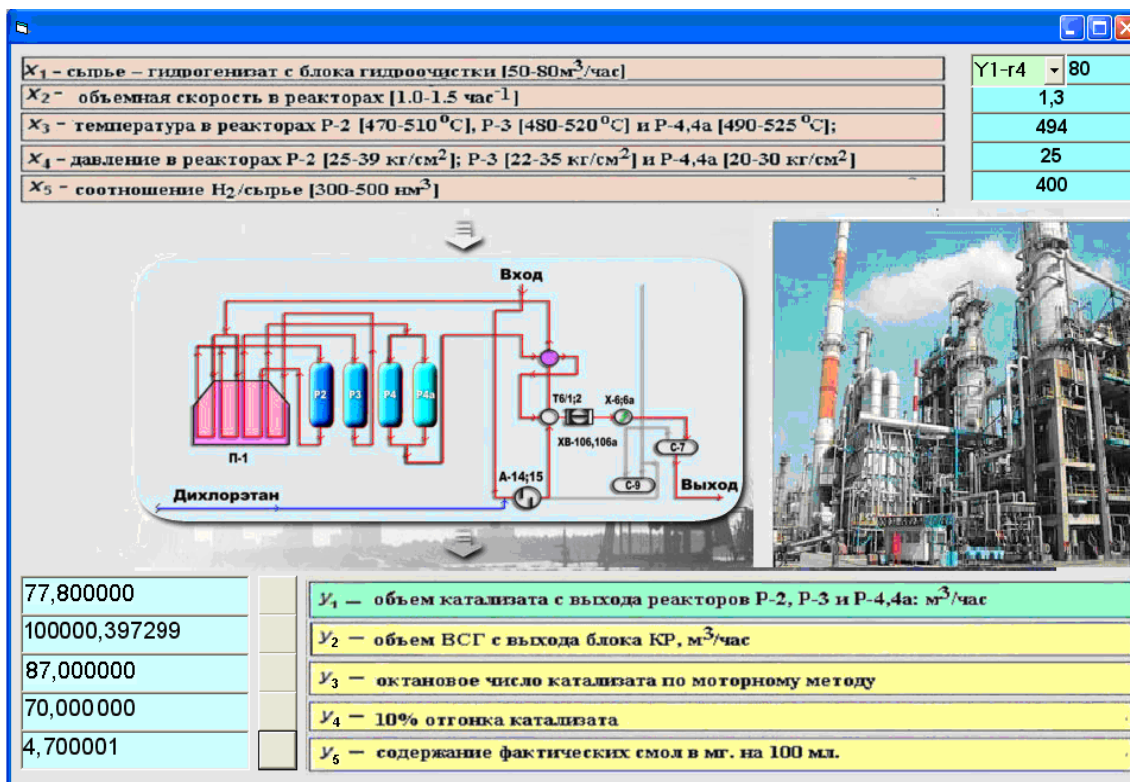 x1 – сырье – гидрогенизат с блока гидроочистки [50-80м³/час]
Y1-r4 80
x2 - объемная скорость в реакторах [1.0-1.5 час⁻¹]
1,3
x3 – температура в реакторах Р-2 [470-510 °С], Р-3 [480-520 °С] и Р-4,4а [490-525 °С];
494
x4 – давление в реакторах Р-2 [25-39 кг/см²]; Р-3 [22-35 кг/см²] и Р-4,4а [20-30 кг/см²]
25
x5 – соотношение Н2/сырье [300-500 нм³]
400
Вход
Р2 Р3 Р4 Р4а
Т6/1;2 Х-6;6а
ХВ-106,106а
С-7
П-1
А-14;15
С-9
Выход
Дихлорэтан
77,800000
y1 — объем катализата с выхода реакторов Р-2, Р-3 и Р-4,4а: м³/час
100000,397299
y2 — объем ВСГ с выхода блока КР, м³/час
87,000000
y3 — октановое число катализата по моторному методу
70,000000
y4 — 10% отгонка катализата
4,700001
y5 — содержание фактических смол в мг. на 100 мл.